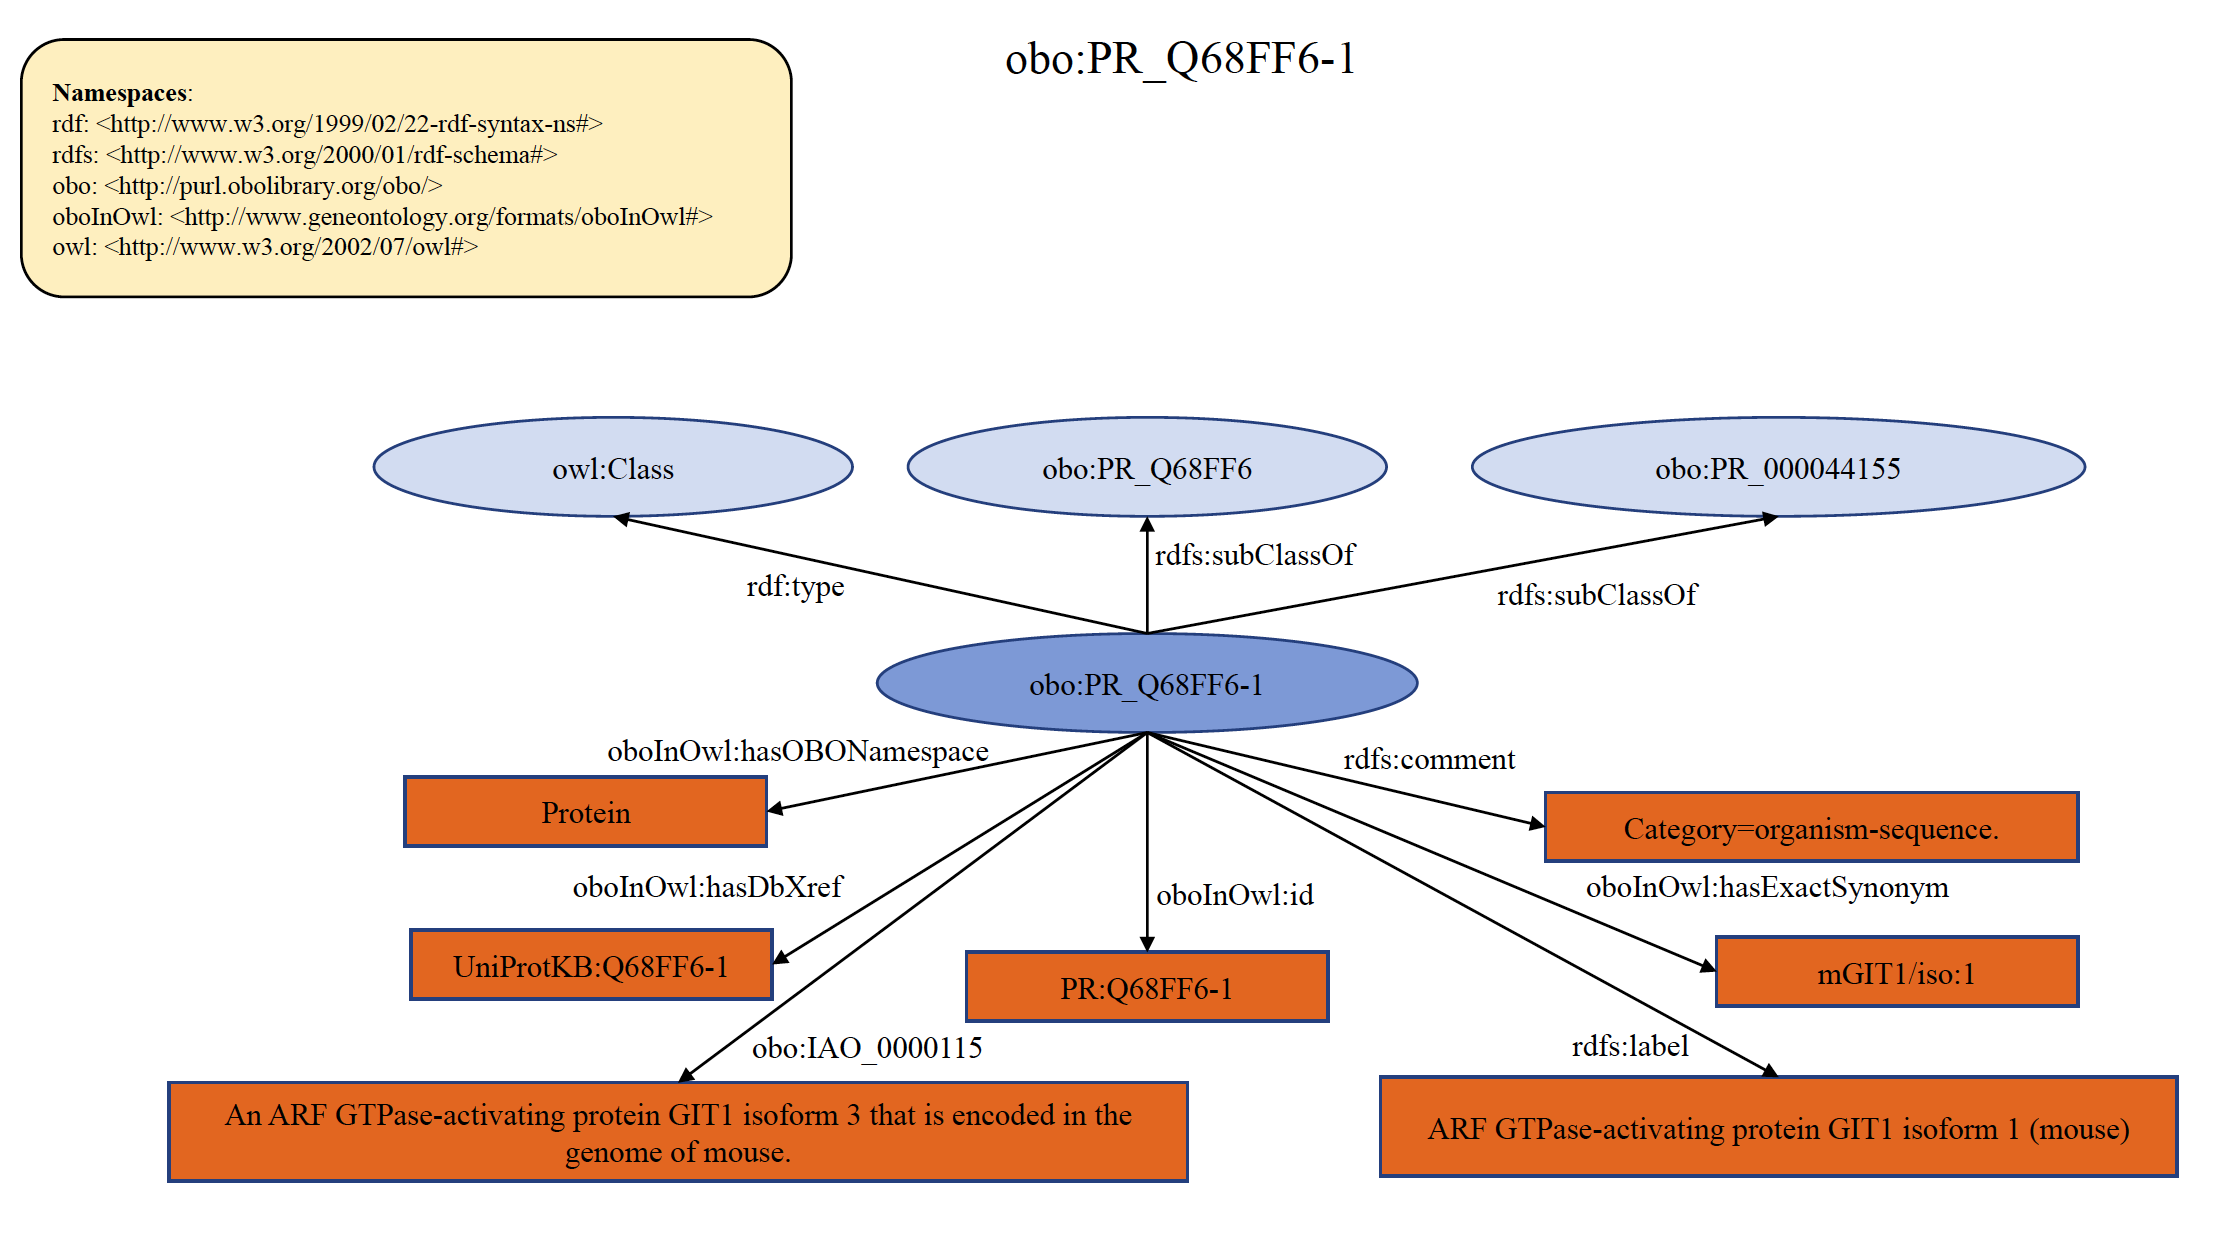 obo:PR_Q68FF6-1
Namespaces:
rdf: <http://www.w3.org/1999/02/22-rdf-syntax-ns#>
rdfs: <http://www.w3.org/2000/01/rdf-schema#>
obo: <http://purl.obolibrary.org/obo/>
oboInOwl: <http://www.geneontology.org/formats/oboInOwl#>
owl: <http://www.w3.org/2002/07/owl#>
owl:Class
obo:PR_Q68FF6
obo:PR_000044155
rdf:type
rdfs:subClassOf
rdfs:subClassOf
obo:PR_Q68FF6-1
oboInOwl:hasOBONamespace
rdfs:comment
Protein
Category=organism-sequence.
oboInOwl:hasDbXref
oboInOwl:id
oboInOwl:hasExactSynonym
UniProtKB:Q68FF6-1
PR:Q68FF6-1
mGIT1/iso:1
obo:IAO_0000115
rdfs:label
An ARF GTPase-activating protein GIT1 isoform 3 that is encoded in the
genome of mouse.
ARF GTPase-activating protein GIT1 isoform 1 (mouse)